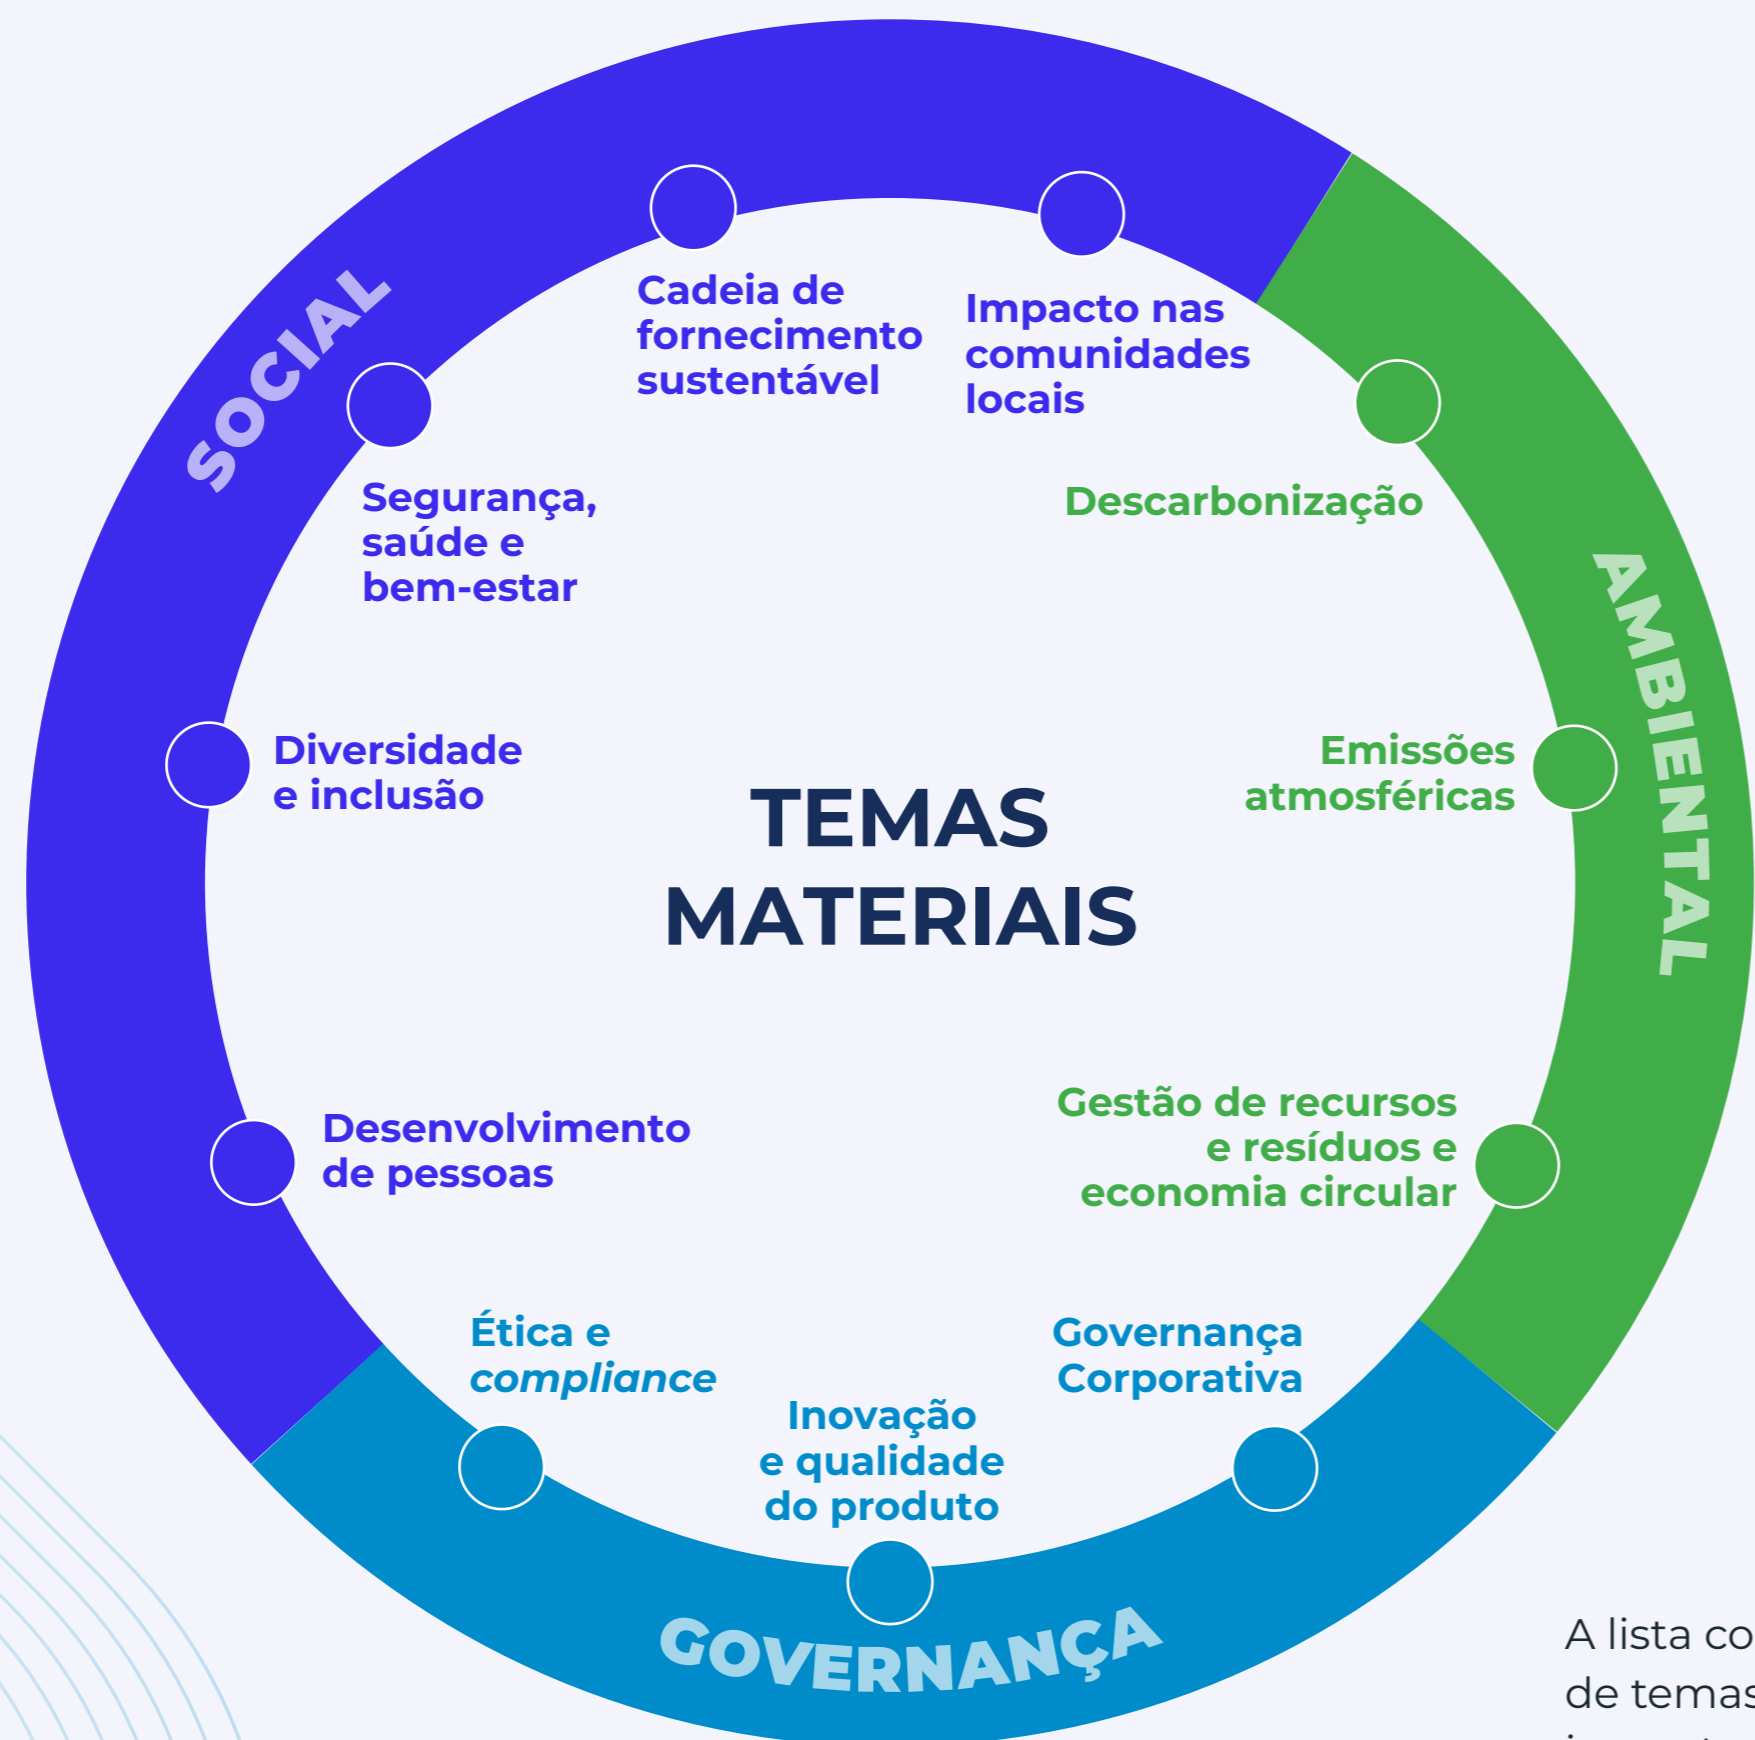 SOCIAL
Cadeia de
fornecimento
sustentável
Impacto nas
comunidades
locais
Segurança,
saúde e
bem-estar
Descarbonização
AMBIENTAL
Diversidade
e inclusão
Emissões
atmosféricas
TEMAS
MATERIAIS
Desenvolvimento
de pessoas
Gestão de recursos
e resíduos e
economia circular
Ética e
compliance
Inovação
e qualidade
do produto
Governança
Corporativa
GOVERNANÇA
A lista co
de temas